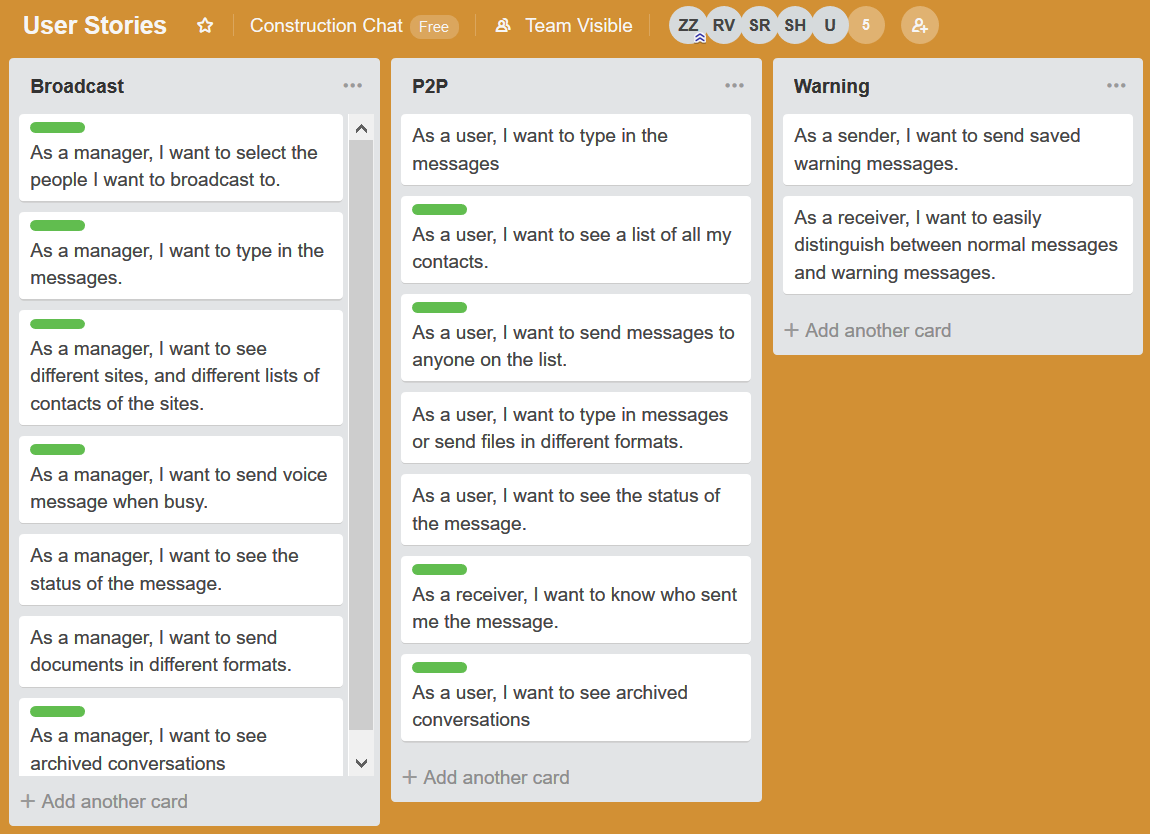 User Stories
Construction Chat Free
Team Visible
ZZ RV SR SH U 5
Broadcast
As a manager, I want to select the
people I want to broadcast to.
As a manager, I want to type in the
messages.
As a manager, I want to see
different sites, and different lists of
contacts of the sites.
As a manager, I want to send voice
message when busy.
As a manager, I want to see the
status of the message.
As a manager, I want to send
documents in different formats.
As a manager, I want to see
archived conversations
+ Add another card
P2P
As a user, I want to type in the
messages
As a user, I want to see a list of all my
contacts.
As a user, I want to send messages to
anyone on the list.
As a user, I want to type in messages
or send files in different formats.
As a user, I want to see the status of
the message.
As a receiver, I want to know who sent
me the message.
As a user, I want to see archived
conversations
+ Add another card
Warning
As a sender, I want to send saved
warning messages.
As a receiver, I want to easily
distinguish between normal messages
and warning messages.
+ Add another card